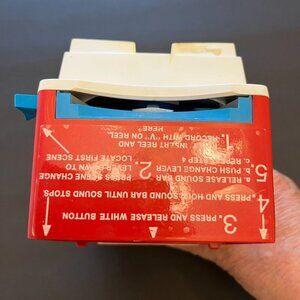 1. INSERT REEL AND
RECORD WITH "V" ON REEL
HERE"
2. PRESS SCENE CHANGE
LEVER DOWN TO
LOCATE FIRST SCENE
3. PRESS AND RELEASE WHITE BUTTON
4. PRESS AND HOLD SOUND BAR UNTIL SOUND STOPS
5. a. RELEASE SOUND BAR
b. PUSH CHANGE LEVER
c. REPEAT STEP 4